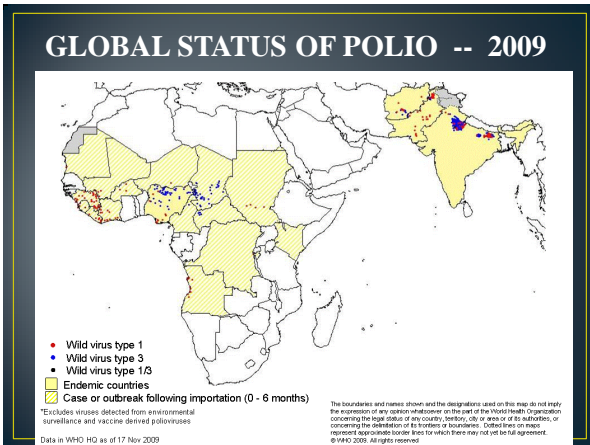 GLOBAL STATUS OF POLIO -- 2009
Wild virus type 1
Wild virus type 3
Wild virus type 1/3
Endemic countries
Case or outbreak following importation (0 - 6 months)
*Excludes viruses detected from environmental
surveillance and vaccine derived polioviruses
Data in WHO HQ as of 17 Nov 2009
The boundaries and names shown and the designations used on this map do not imply
the expression of any opinion whatsoever on the part of the World Health Organization
concerning the legal status of any country, territory, city or area or of its authorities, or
concerning the delimitation of its frontiers or boundaries. Dotted lines on maps
represent approximate border lines for which there may not yet be full agreement.
© WHO 2009. All rights reserved